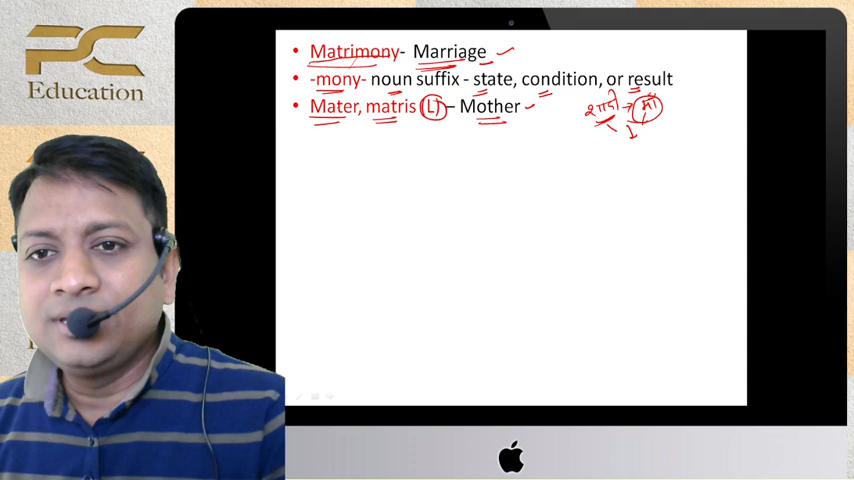 PC
Education
• Matrimony- Marriage
• -mony- noun suffix - state, condition, or result
• Mater, matris (L) – Mother
शादी → माँ